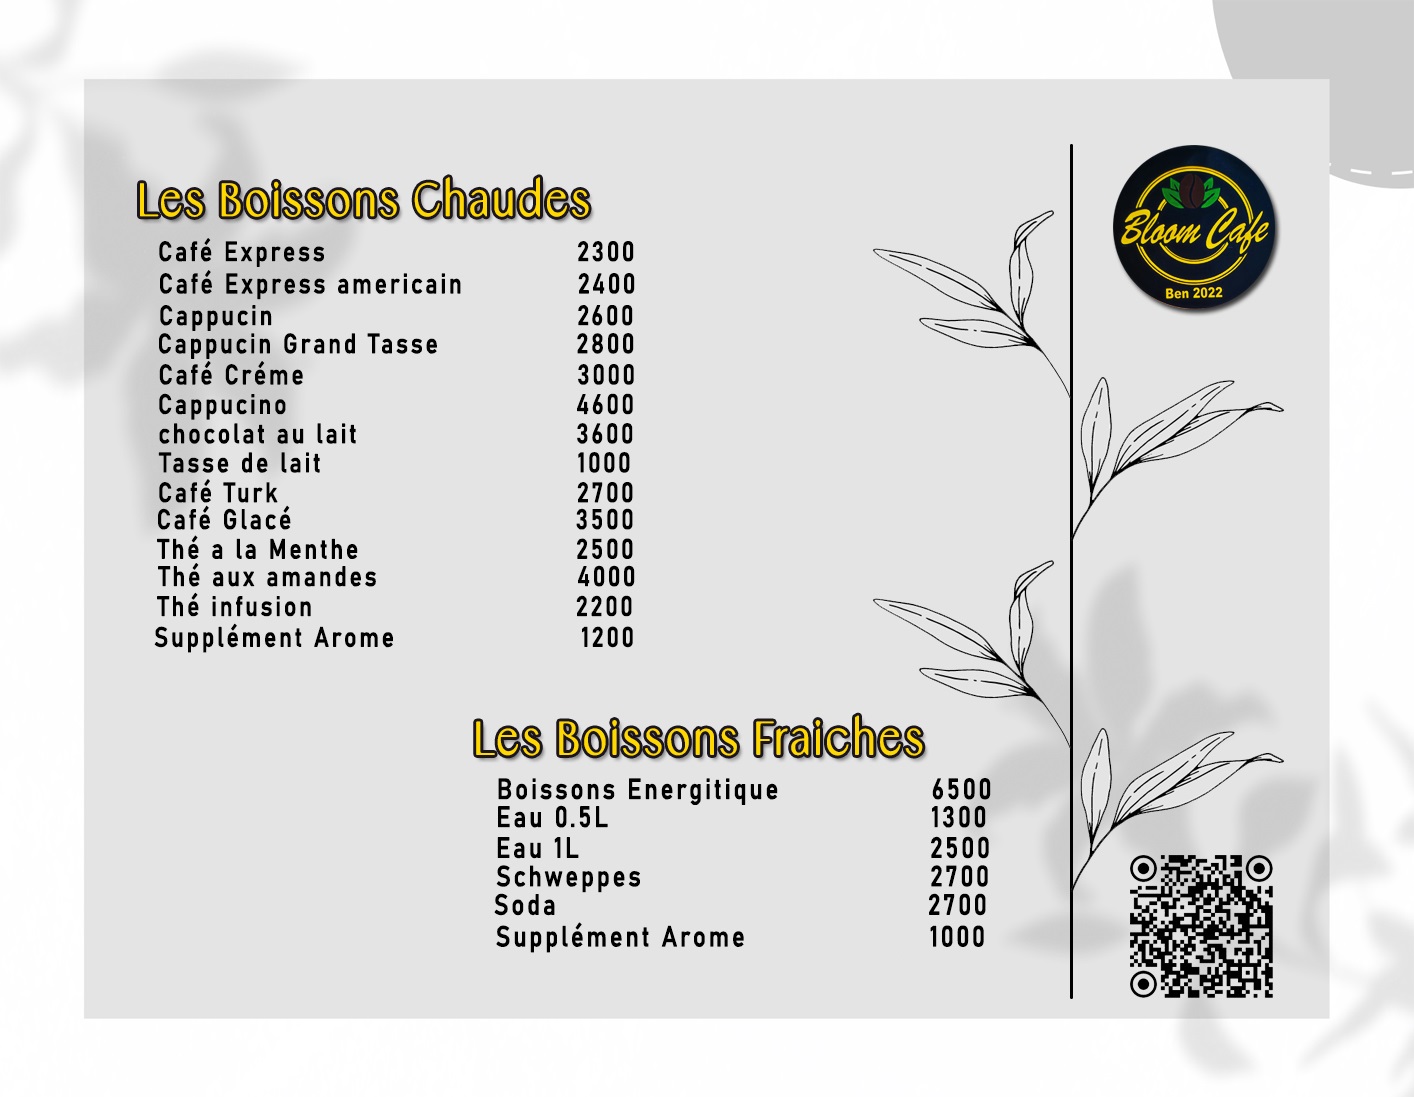 Les Boissons Chaudes
Café Express 2300
Café Express americain 2400
Cappucin 2600
Cappucin Grand Tasse 2800
Café Créme 3000
Cappucino 4600
chocolat au lait 3600
Tasse de lait 1000
Café Turk 2700
Café Glacé 3500
Thé a la Menthe 2500
Thé aux amandes 4000
Thé infusion 2200
Supplément Arome 1200
Les Boissons Fraiches
Boissons Energitique 6500
Eau 0.5L 1300
Eau 1L 2500
Schweppes 2700
Soda 2700
Supplément Arome 1000
Bloom Cafe
Ben 2022